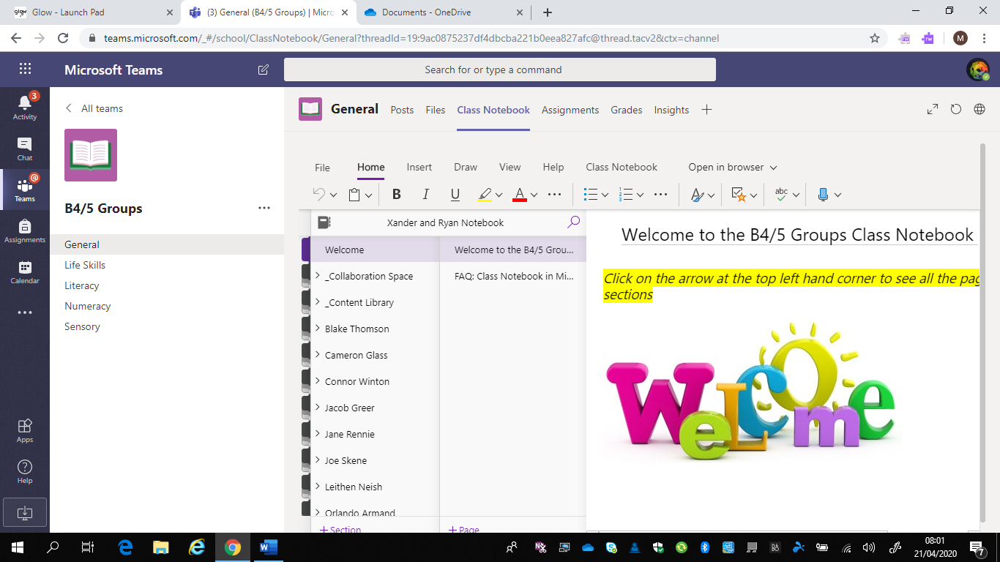 Glow - Launch Pad
(3) General (B4/5 Groups) | Micro
Documents - OneDrive
teams.microsoft.com/_#/school/ClassNotebook/General?threadId=19:9ac0875237df4dbcba221b0eea827afc@thread.tacv2&ctx=channel
M
Microsoft Teams
Search for or type a command
3
Activity
Chat
Teams
Assignments
Calendar
Apps
Help
All teams
B4/5 Groups
General
Life Skills
Literacy
Numeracy
Sensory
General Posts Files Class Notebook Assignments Grades Insights
File Home Insert Draw View Help Class Notebook Open in browser
B I U A abc
Xander and Ryan Notebook
Welcome
_Collaboration Space
_Content Library
Blake Thomson
Cameron Glass
Connor Winton
Jacob Greer
Jane Rennie
Joe Skene
Leithen Neish
Orlando Armand
+ Section
Welcome to the B4/5 Grou...
FAQ: Class Notebook in Mi...
+ Page
Welcome to the B4/5 Groups Class Notebook
Click on the arrow at the top left hand corner to see all the pag
sections
WeLCOme
08:01
21/04/2020
7